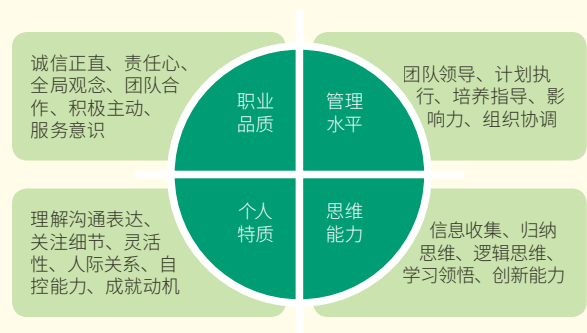 诚信正直、责任心、
全局观念、团队合
作、积极主动、
服务意识
职业
品质
管理
水平
团队领导、计划执
行、培养指导、影
响力、组织协调
理解沟通表达、
关注细节、灵活
性、人际关系、自
控能力、成就动机
个人
特质
思维
能力
信息收集、归纳
思维、逻辑思维、
学习领悟、创新能力